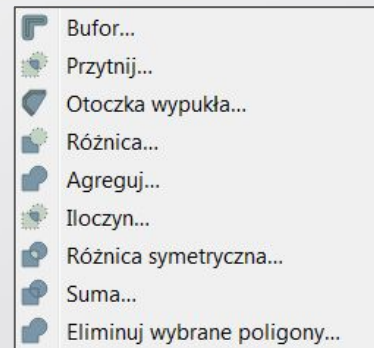 Bufor...
Przytnij...
Otoczka wypukła...
Różnica...
Agreguj...
Iloczyn...
Różnica symetryczna...
Suma...
Eliminuj wybrane poligony...